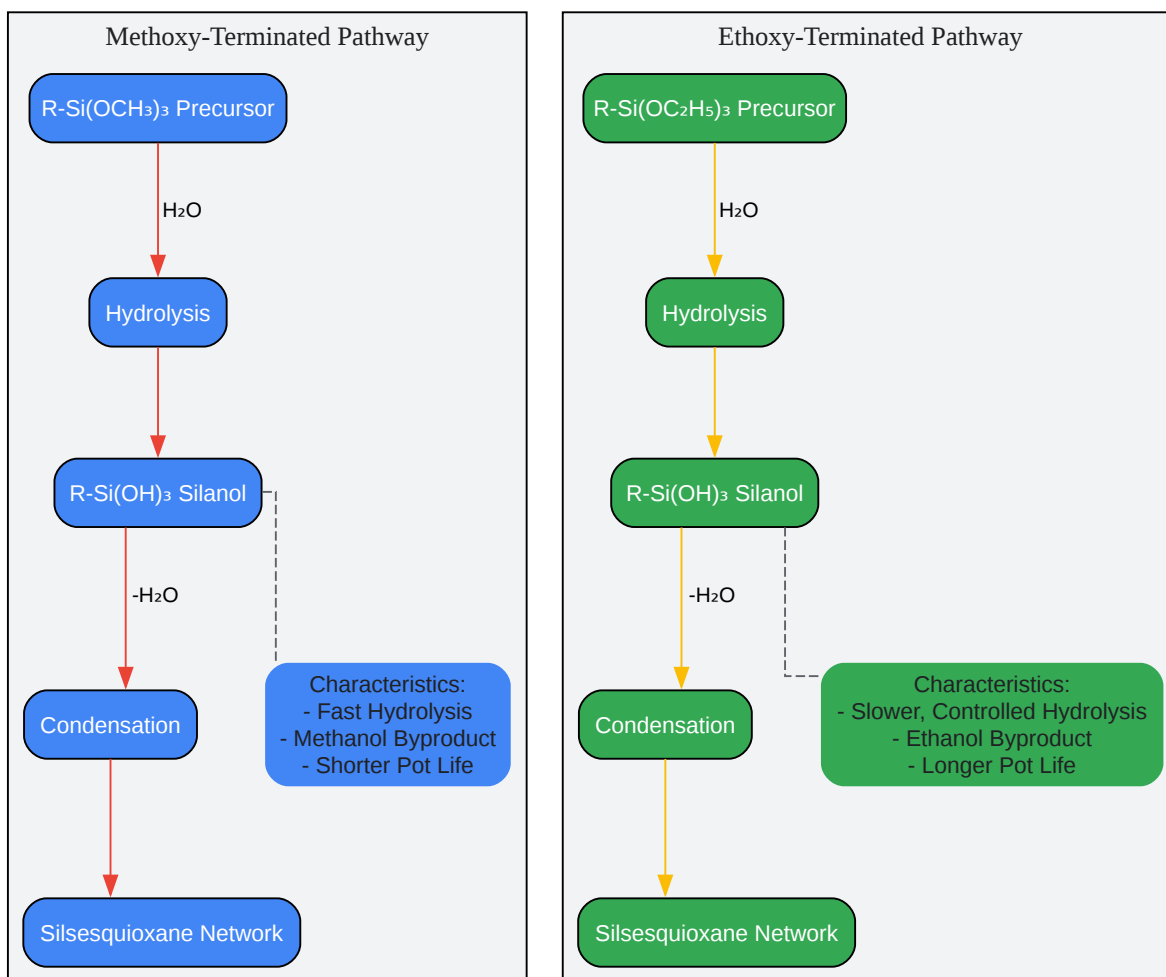 Methoxy-Terminated Pathway
R-Si(OCH₃)₃ Precursor
H₂O
Hydrolysis
R-Si(OH)₃ Silanol
-H₂O
Characteristics:
- Fast Hydrolysis
- Methanol Byproduct
- Shorter Pot Life
Condensation
Silsesquioxane Network
Ethoxy-Terminated Pathway
R-Si(OC₂H₅)₃ Precursor
H₂O
Hydrolysis
R-Si(OH)₃ Silanol
-H₂O
Characteristics:
- Slower, Controlled Hydrolysis
- Ethanol Byproduct
- Longer Pot Life
Condensation
Silsesquioxane Network